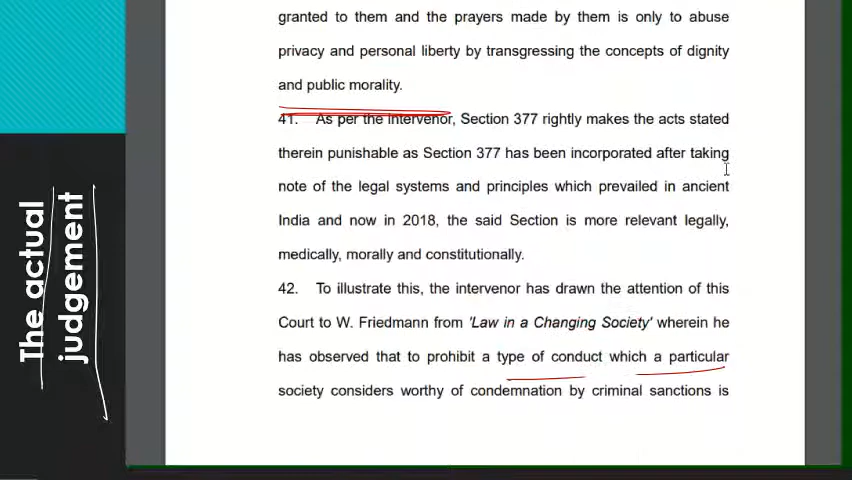 The actual
judgement
granted to them and the prayers made by them is only to abuse
privacy and personal liberty by transgressing the concepts of dignity
and public morality.
41. As per the intervenor, Section 377 rightly makes the acts stated
therein punishable as Section 377 has been incorporated after taking
note of the legal systems and principles which prevailed in ancient
India and now in 2018, the said Section is more relevant legally,
medically, morally and constitutionally.
42. To illustrate this, the intervenor has drawn the attention of this
Court to W. Friedmann from 'Law in a Changing Society' wherein he
has observed that to prohibit a type of conduct which a particular
society considers worthy of condemnation by criminal sanctions is